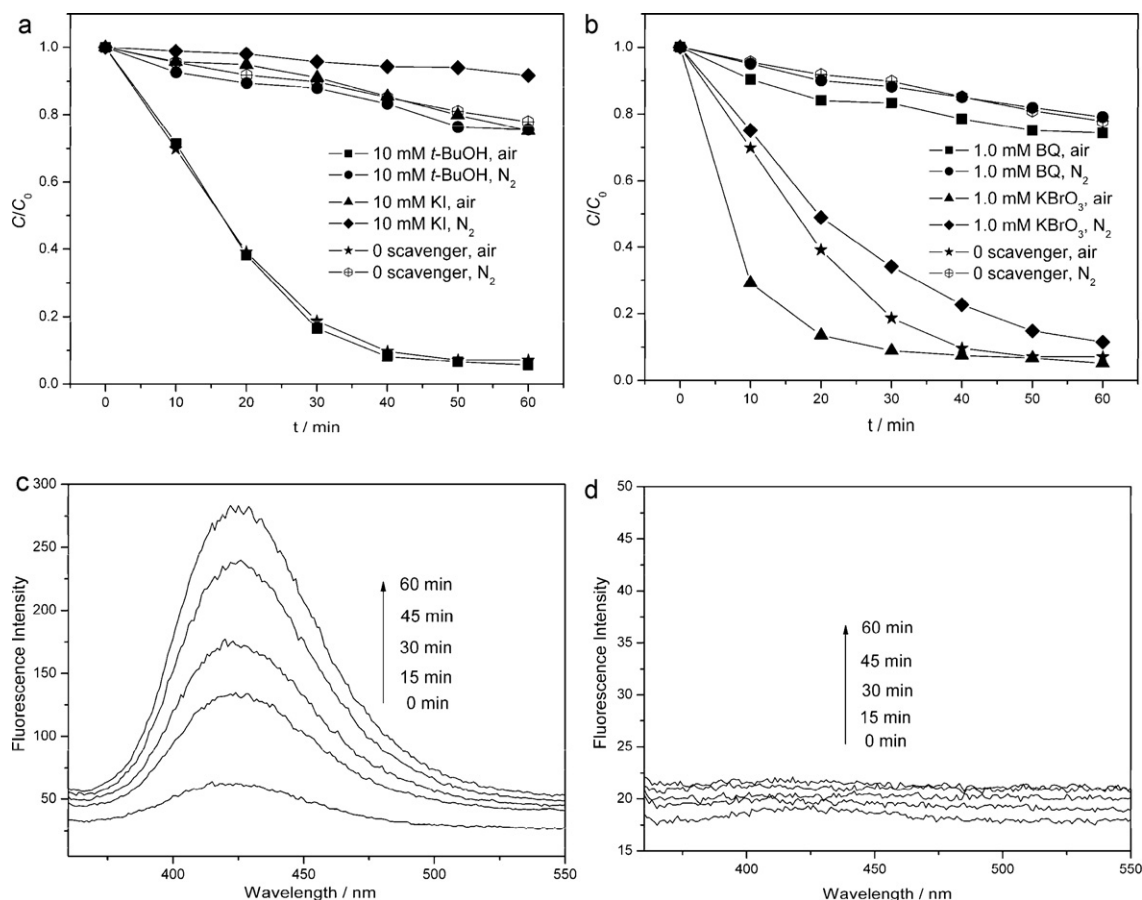 a
C/C₀
1.0
0.8
0.6
0.4
0.2
0.0
10 mM t-BuOH, air
10 mM t-BuOH, N₂
10 mM KI, air
10 mM KI, N₂
0 scavenger, air
0 scavenger, N₂
0 10 20 30 40 50 60
t / min
b
C/C₀
1.0
0.8
0.6
0.4
0.2
0.0
1.0 mM BQ, air
1.0 mM BQ, N₂
1.0 mM KBrO₃, air
1.0 mM KBrO₃, N₂
0 scavenger, air
0 scavenger, N₂
0 10 20 30 40 50 60
t / min
c
Fluorescence Intensity
300
250
200
150
100
50
60 min
45 min
30 min
15 min
0 min
400 450 500 550
Wavelength / nm
d
Fluorescence Intensity
50
45
40
35
30
25
20
15
60 min
45 min
30 min
15 min
0 min
400 450 500 550
Wavelength / nm